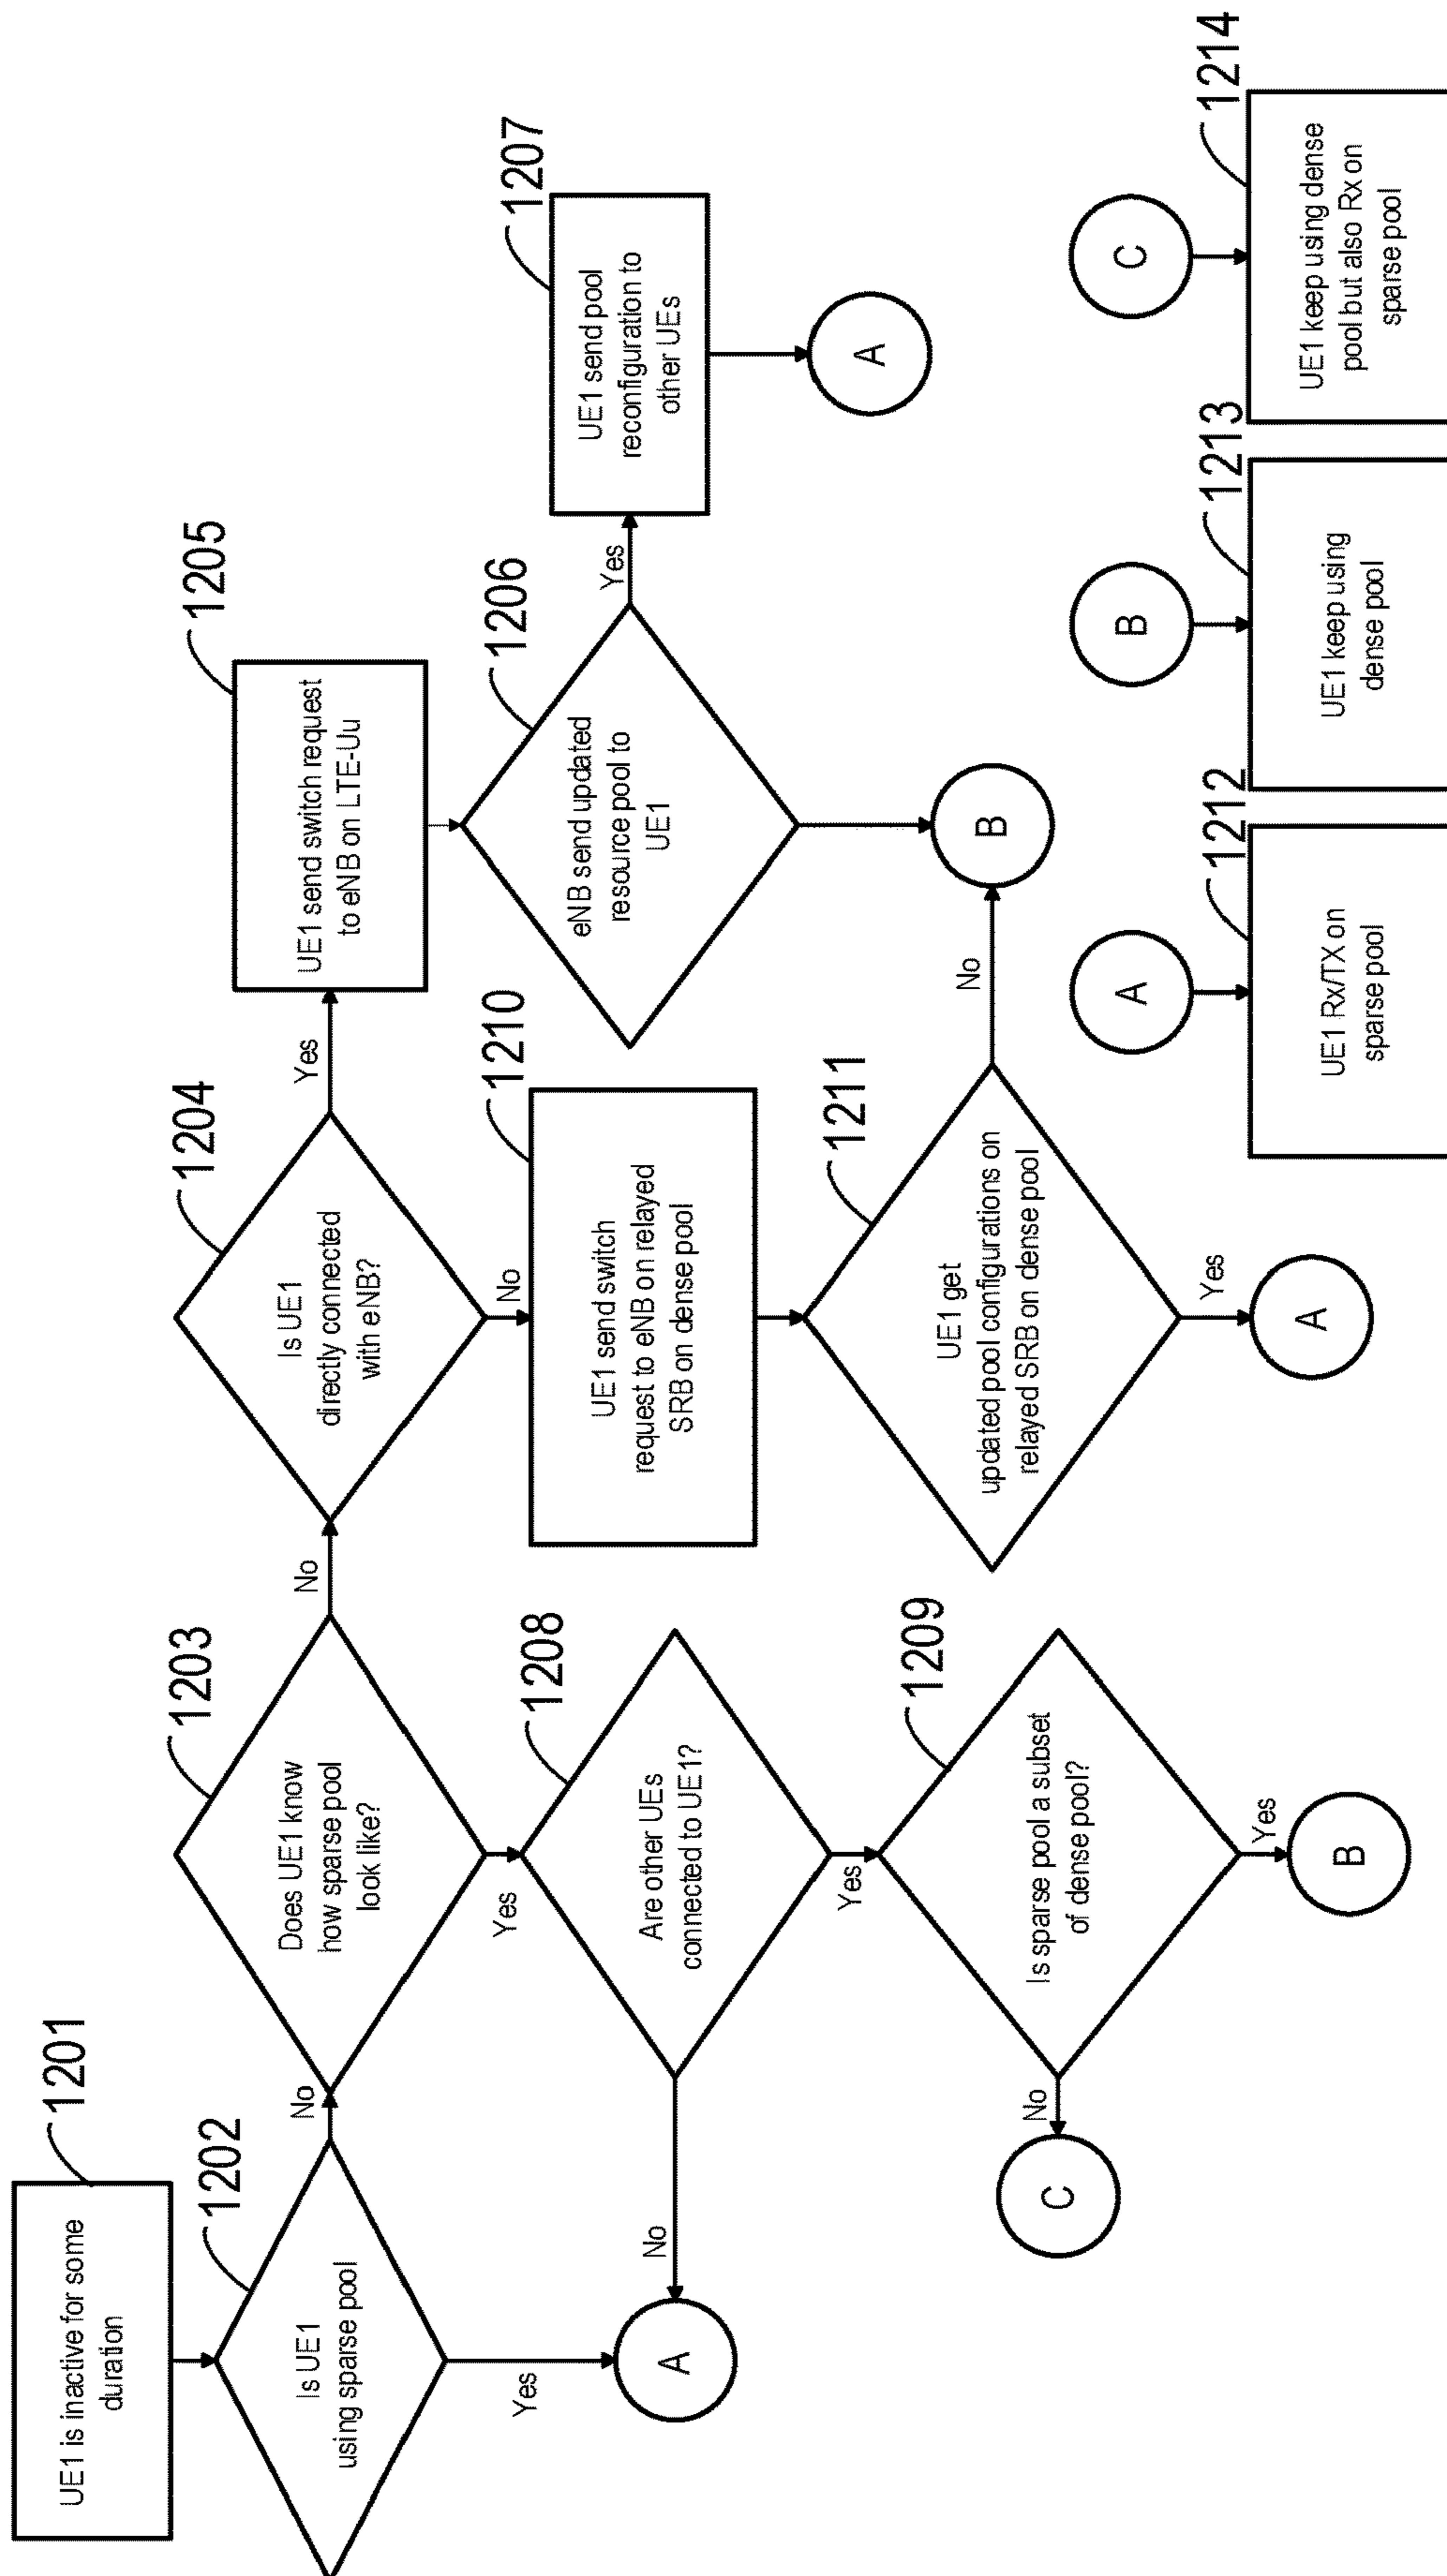 1201
UE1 is inactive for some
duration
1202
Is UE1
using sparse pool
No
Yes
A
1203
Does UE1 know
how sparse pool
look like?
No
Yes
1204
Is UE1
directly connected
with eNB?
Yes
No
1205
UE1 send switch request
to eNB on LTE-Uu
1206
eNB send updated
resource pool to
UE1
Yes
B
1207
UE1 send pool
reconfiguration to
other UEs
A
1208
Are other UEs
connected to UE1?
No
Yes
1209
Is sparse pool a subset
of dense pool?
No
C
Yes
B
1210
UE1 send switch
request to eNB on relayed
SRB on dense pool
1211
UE1 get
updated pool configurations on
relayed SRB on dense pool
No
Yes
A
A
1212
UE1 Rx/TX on
sparse pool
B
1213
UE1 keep using
dense pool
C
1214
UE1 keep using dense
pool but also Rx on
sparse pool